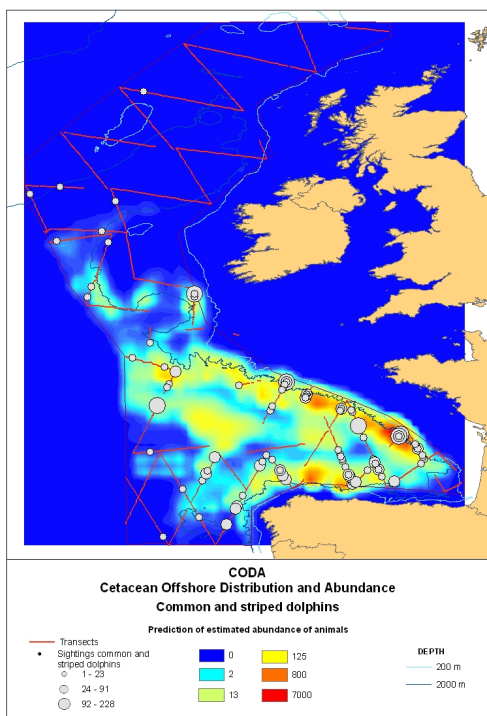 CODA
Cetacean Offshore Distribution and Abundance
Common and striped dolphins
Prediction of estimated abundance of animals
Transects
Sightings common and
striped dolphins
1 - 23
24 - 91
92 - 228
0
2
13
125
800
7000
DEPTH
200 m
2000 m